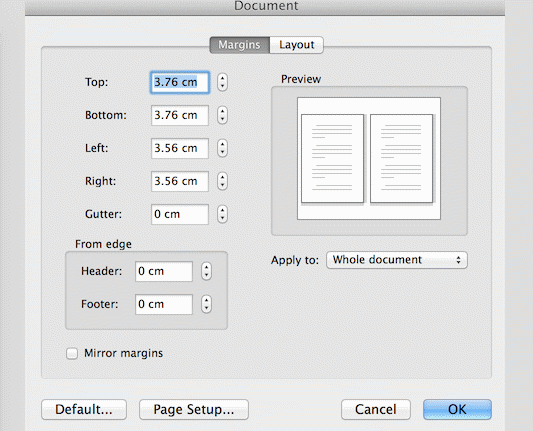 Document
Margins Layout
Top: 3.76 cm
Bottom: 3.76 cm
Left: 3.56 cm
Right: 3.56 cm
Gutter: 0 cm
From edge
Header: 0 cm
Footer: 0 cm
Mirror margins
Preview
Apply to: Whole document
Default... Page Setup... Cancel OK